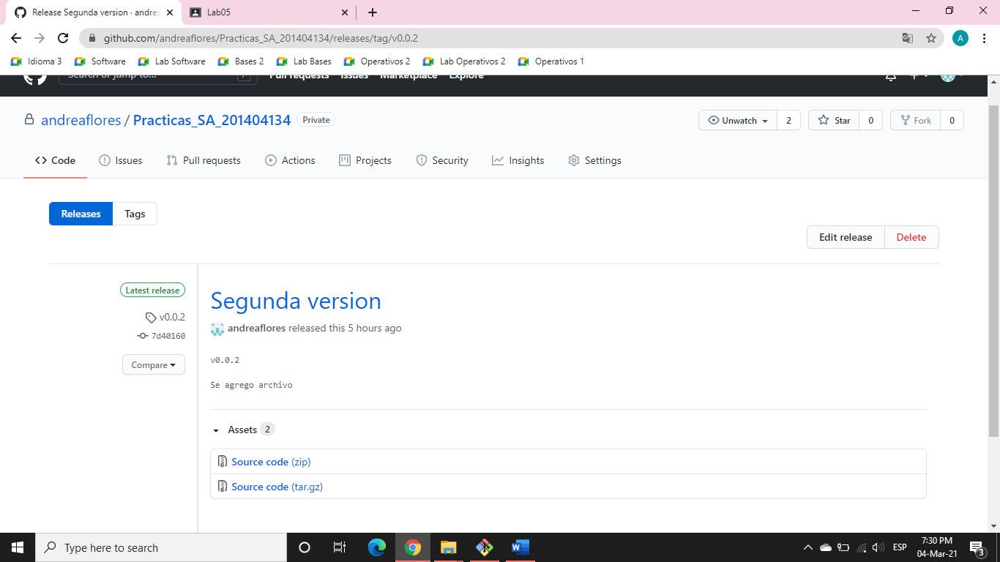 Release Segunda version · andrea
Lab05
github.com/andreaflores/Practicas_SA_201404134/releases/tag/v0.0.2
A
Idioma 3 Software Lab Software Bases 2 Lab Bases Operativos 2 Lab Operativos 2 Operativos 1
Search or jump to... / Pull requests Issues Marketplace Explore
andreaflores / Practicas_SA_201404134 Private
Unwatch 2 Star 0 Fork 0
Code Issues Pull requests Actions Projects Security Insights Settings
Releases Tags
Edit release Delete
Latest release
v0.0.2
7d40160
Compare
Segunda version
andreaflores released this 5 hours ago
v0.0.2
Se agrego archivo
Assets 2
Source code (zip)
Source code (tar.gz)
Type here to search
ESP
7:30 PM
04-Mar-21
3